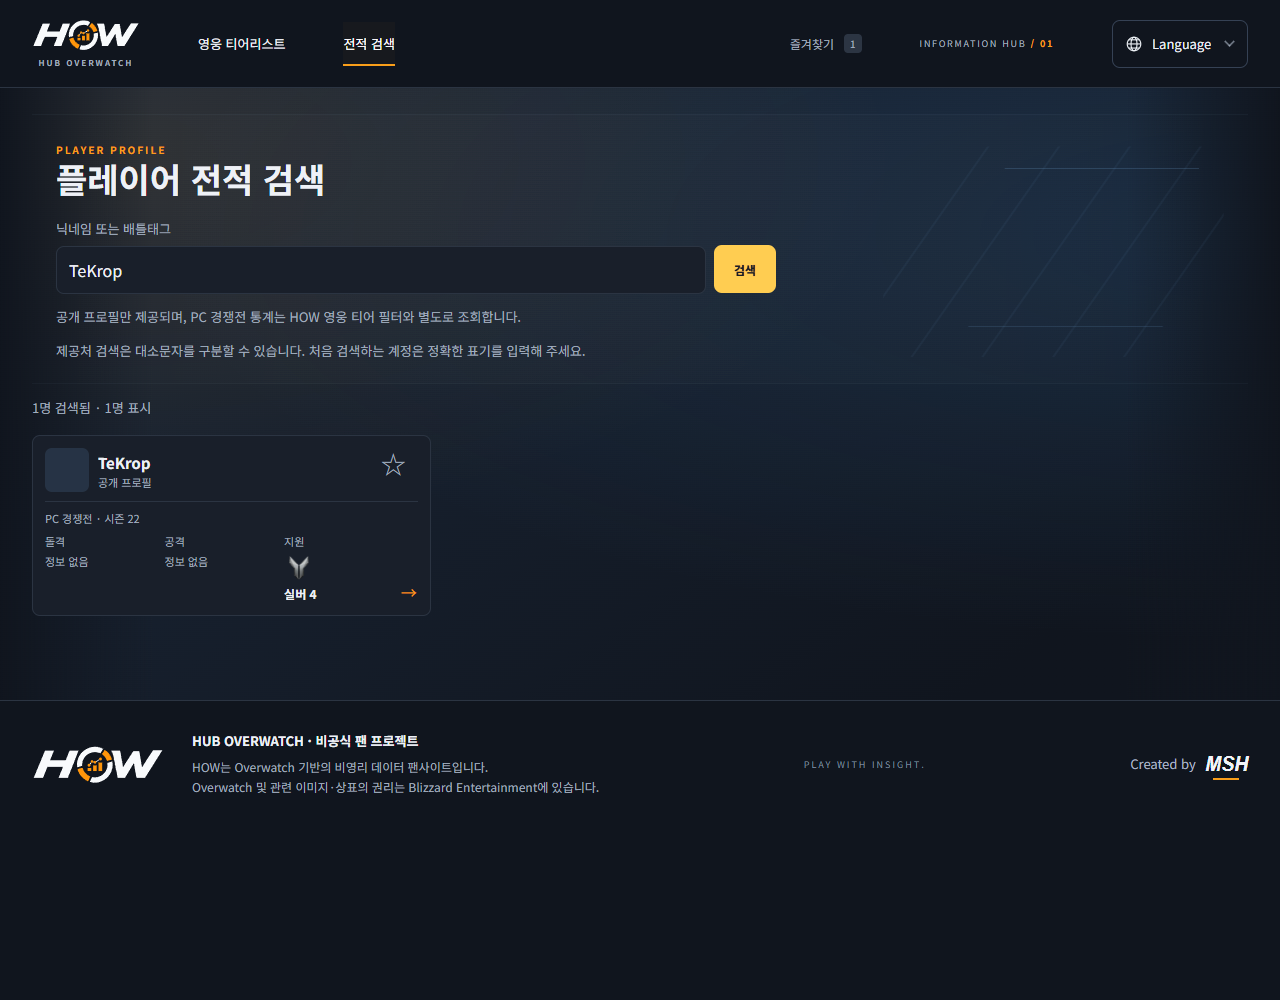 HOW
HUB OVERWATCH
영웅 티어리스트
전적 검색
즐겨찾기 1
INFORMATION HUB / 01
Language
PLAYER PROFILE
플레이어 전적 검색
닉네임 또는 배틀태그
TeKrop
검색
공개 프로필만 제공되며, PC 경쟁전 통계는 HOW 영웅 티어 필터와 별도로 조회합니다.
제공처 검색은 대소문자를 구분할 수 있습니다. 처음 검색하는 계정은 정확한 표기를 입력해 주세요.
1명 검색됨 · 1명 표시
TeKrop
공개 프로필
PC 경쟁전 · 시즌 22
돌격 공격 지원
정보 없음 정보 없음
실버 4 →
HOW
HUB OVERWATCH · 비공식 팬 프로젝트
HOW는 Overwatch 기반의 비영리 데이터 팬사이트입니다.
Overwatch 및 관련 이미지·상표의 권리는 Blizzard Entertainment에 있습니다.
PLAY WITH INSIGHT.
Created by MSH